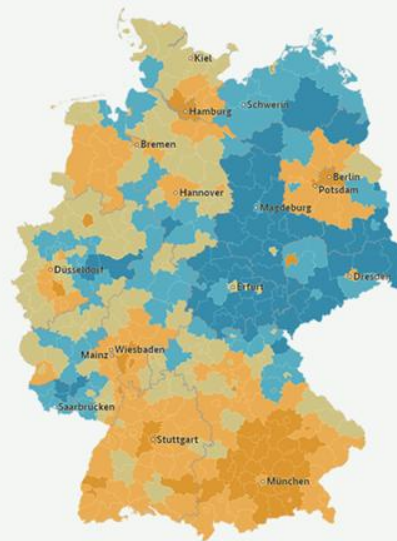 Kiel
Hamburg
Schwerin
Bremen
Berlin
Potsdam
Hannover
Magdeburg
Düsseldorf
Erfurt
Dresden
Wiesbaden
Mainz
Saarbrücken
Stuttgart
München